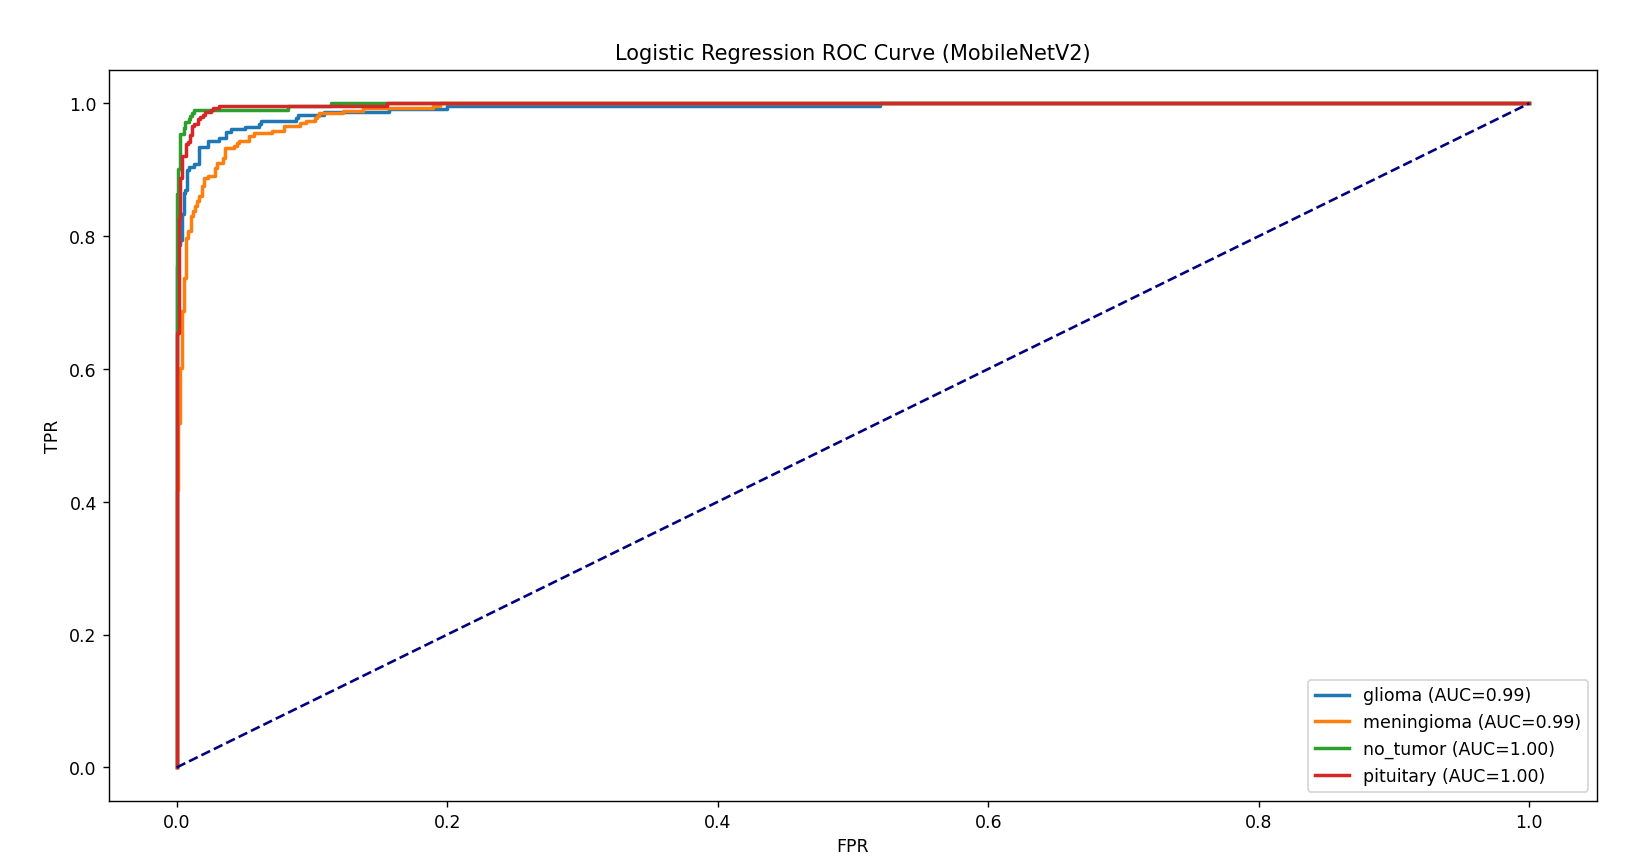 Logistic Regression ROC Curve (MobileNetV2)
1.0
0.8
0.6
0.4
0.2
0.0
TPR
0.0 0.2 0.4 0.6 0.8 1.0
FPR
glioma (AUC=0.99)
meningioma (AUC=0.99)
no_tumor (AUC=1.00)
pituitary (AUC=1.00)